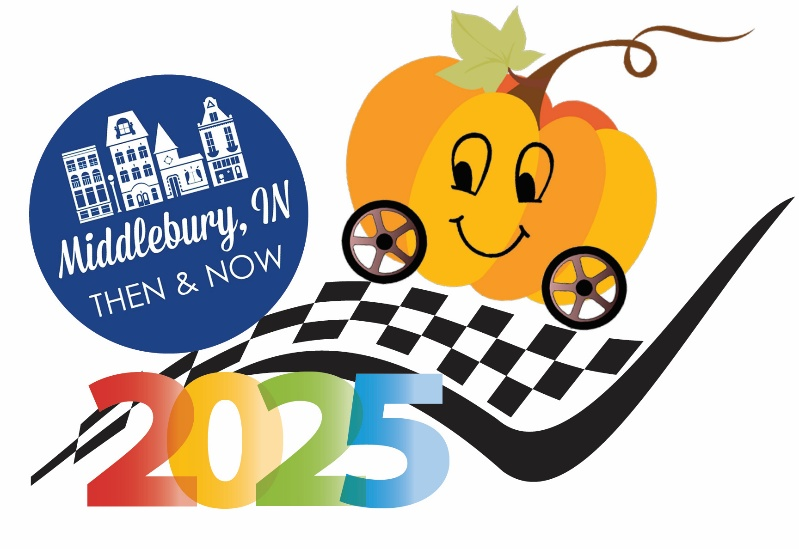 Middlebury, IN
THEN & NOW
2025